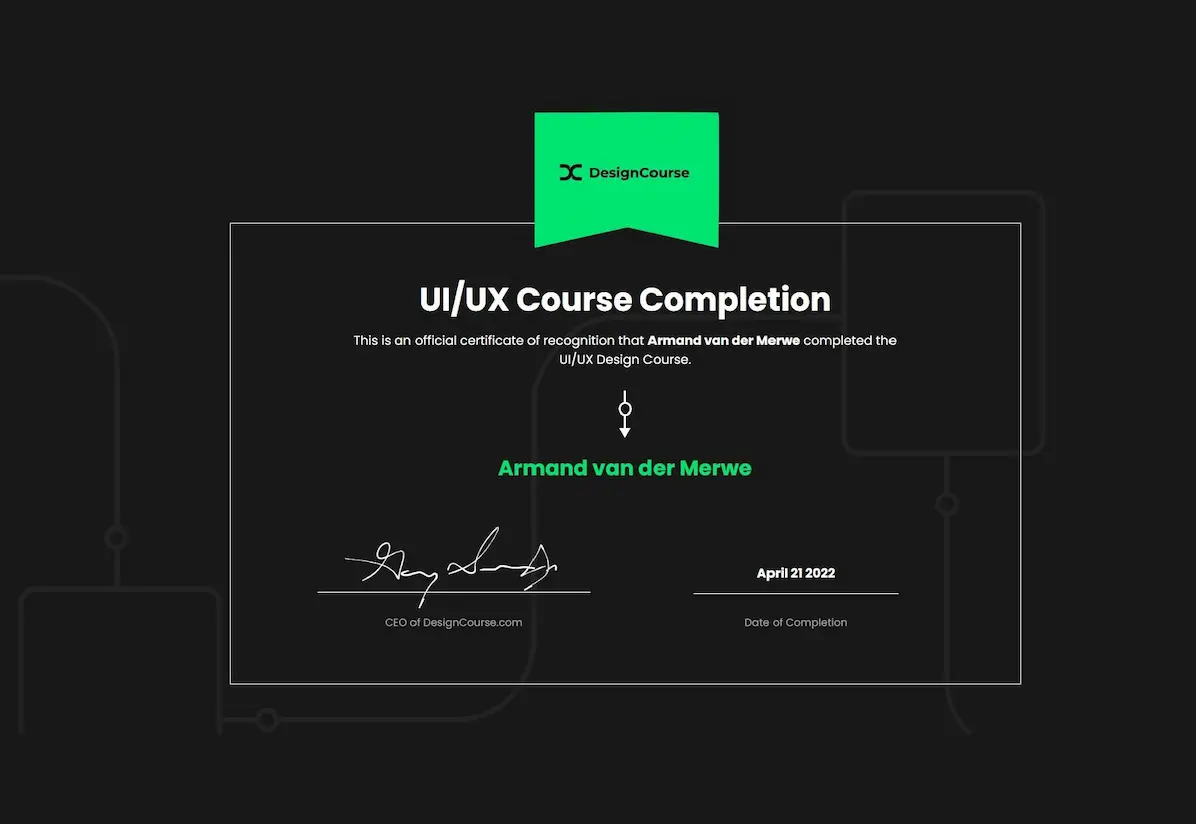 DesignCourse
UI/UX Course Completion
This is an official certificate of recognition that Armand van der Merwe completed the
UI/UX Design Course.
Armand van der Merwe
April 21 2022
CEO of DesignCourse.com
Date of Completion